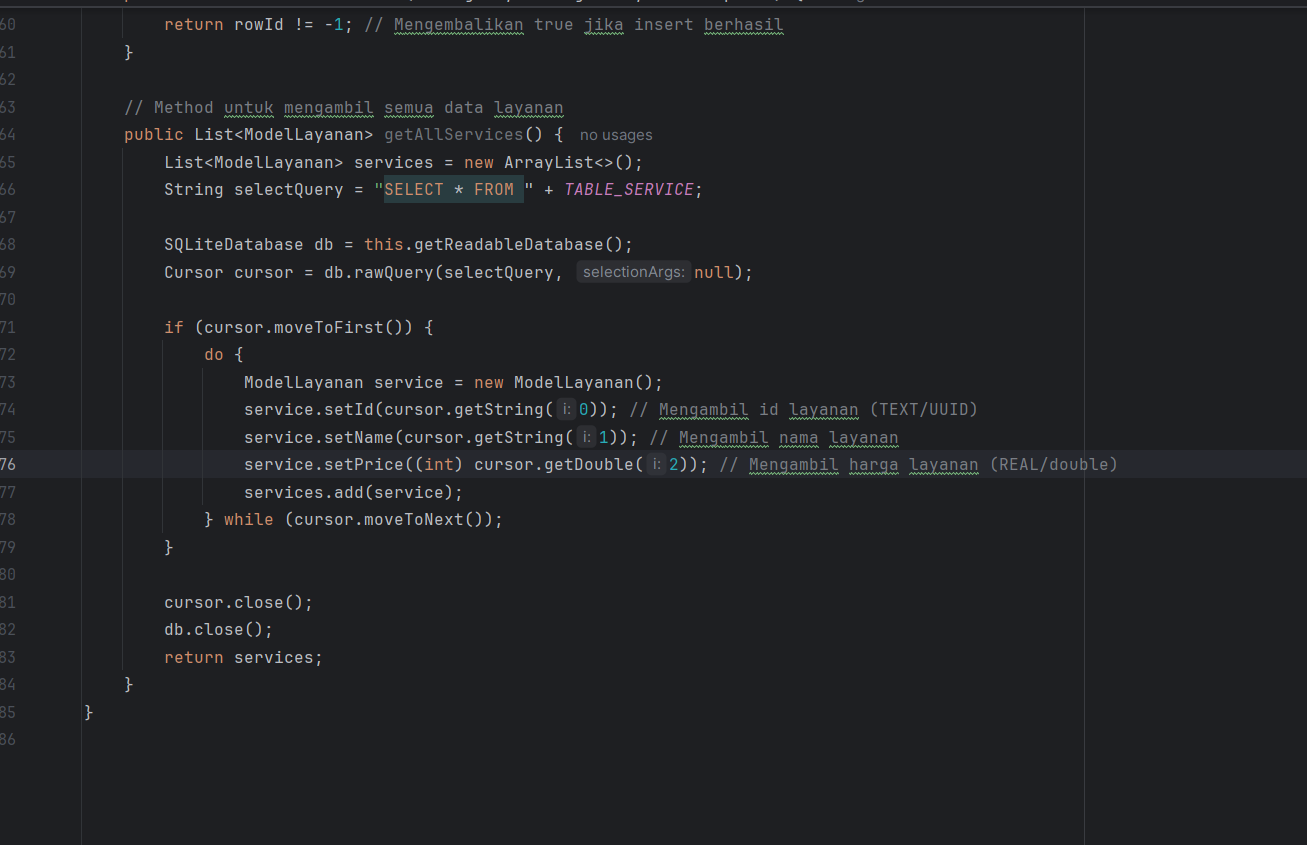 60 return rowId != -1; // Mengembalikan true jika insert berhasil
61 }
62
63 // Method untuk mengambil semua data layanan
64 public List<ModelLayanan> getAllServices() { no usages
65 List<ModelLayanan> services = new ArrayList<>();
66 String selectQuery = "SELECT * FROM " + TABLE_SERVICE;
67
68 SQLiteDatabase db = this.getReadableDatabase();
69 Cursor cursor = db.rawQuery(selectQuery, selectionArgs: null);
70
71 if (cursor.moveToFirst()) {
72 do {
73 ModelLayanan service = new ModelLayanan();
74 service.setId(cursor.getString( i: 0)); // Mengambil id layanan (TEXT/UUID)
75 service.setName(cursor.getString( i: 1)); // Mengambil nama layanan
76 service.setPrice((int) cursor.getDouble( i: 2)); // Mengambil harga layanan (REAL/double)
77 services.add(service);
78 } while (cursor.moveToNext());
79 }
80
81 cursor.close();
82 db.close();
83 return services;
84 }
85 }
86